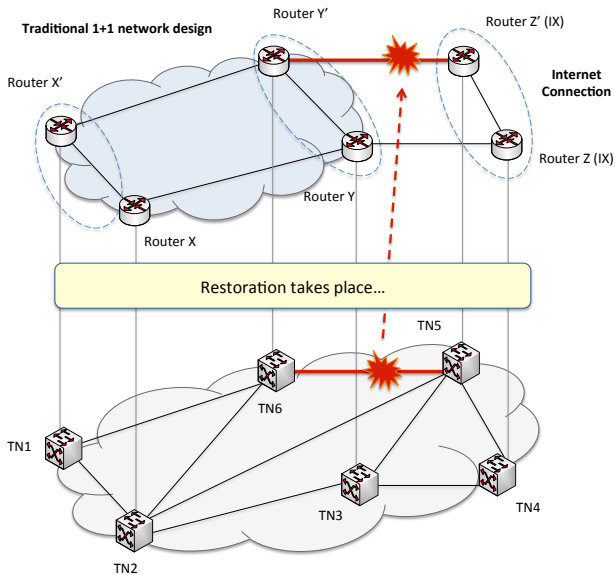 Traditional 1+1 network design
Router Y’
Router Z’ (IX)
Router X’
Internet
Connection
Router Z (IX)
Router Y
Router X
Restoration takes place…
TN5
TN6
TN1
TN3
TN4
TN2